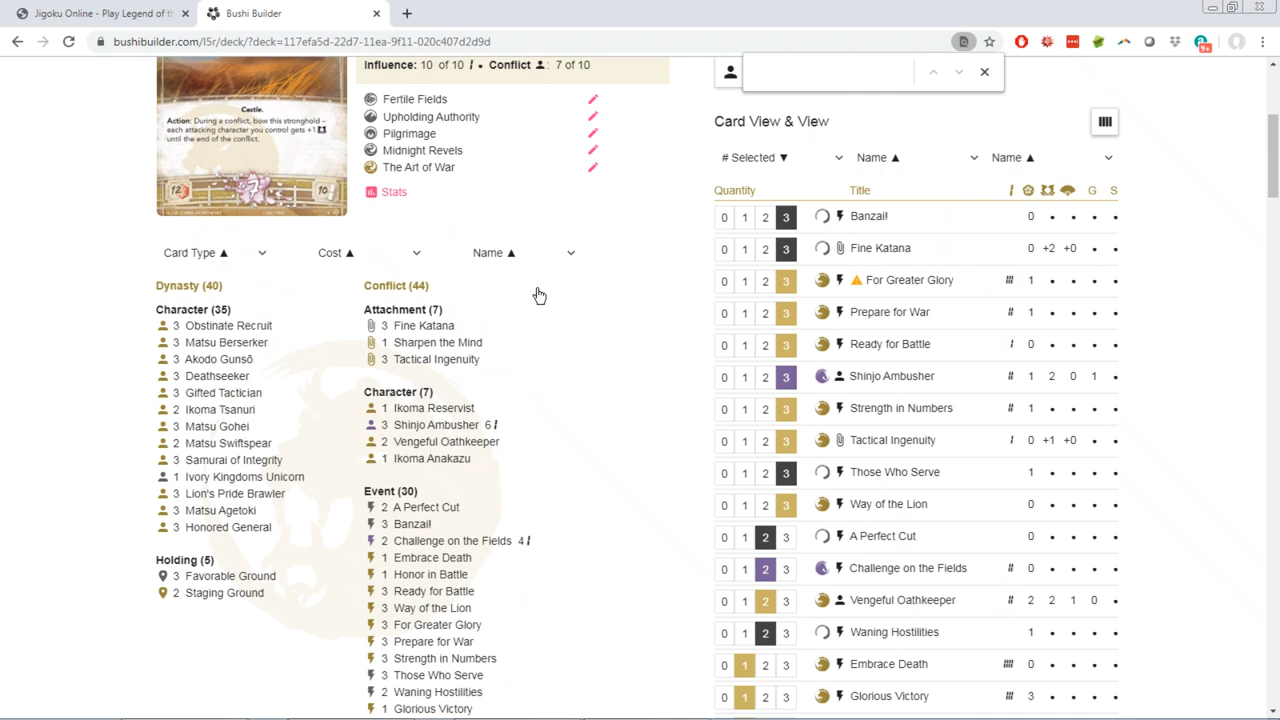 Jigoku Online - Play Legend of th
Bushi Builder
bushibuilder.com/l5r/deck/?deck=117efa5d-22d7-11ea-9f11-020c407d2d9d
9+
Influence: 10 of 10 • Conflict : 7 of 10
Castle.
Action: During a conflict, bow this stronghold –
each attacking character you control gets +1
until the end of the conflict.
12
7
10
Fertile Fields
Upholding Authority
Pilgrimage
Midnight Revels
The Art of War
Stats
Card Type ▲
Cost ▲
Name ▲
Dynasty (40)
Character (35)
3 Obstinate Recruit
3 Matsu Berserker
3 Akodo Gunsō
3 Deathseeker
3 Gifted Tactician
2 Ikoma Tsanuri
3 Matsu Gohei
2 Matsu Swiftspear
3 Samurai of Integrity
1 Ivory Kingdoms Unicorn
3 Lion's Pride Brawler
3 Matsu Agetoki
3 Honored General
Holding (5)
3 Favorable Ground
2 Staging Ground
Conflict (44)
Attachment (7)
3 Fine Katana
1 Sharpen the Mind
3 Tactical Ingenuity
Character (7)
1 Ikoma Reservist
3 Shinjo Ambusher 6
2 Vengeful Oathkeeper
1 Ikoma Anakazu
Event (30)
2 A Perfect Cut
3 Banzai!
2 Challenge on the Fields 4
1 Embrace Death
1 Honor in Battle
3 Ready for Battle
3 Way of the Lion
3 For Greater Glory
3 Prepare for War
3 Strength in Numbers
3 Those Who Serve
2 Waning Hostilities
1 Glorious Victory
Card View & View
# Selected ▼
Name ▲
Name ▲
Quantity Title G S
0 1 2 3 Banzai! 0 • • • •
0 1 2 3 Fine Katana 0 +2 +0 • •
0 1 2 3 For Greater Glory 1 • • • •
0 1 2 3 Prepare for War 1 • • • •
0 1 2 3 Ready for Battle 0 • • • •
0 1 2 3 Shinjo Ambusher 1 2 0 1 •
0 1 2 3 Strength in Numbers 1 • • • •
0 1 2 3 Tactical Ingenuity 0 +1 +0 • •
0 1 2 3 Those Who Serve 1 • • • •
0 1 2 3 Way of the Lion 0 • • • •
0 1 2 3 A Perfect Cut 0 • • • •
0 1 2 3 Challenge on the Fields 0 • • • •
0 1 2 3 Vengeful Oathkeeper 2 2 1 0 •
0 1 2 3 Waning Hostilities 1 • • • •
0 1 2 3 Embrace Death 0 • • • •
0 1 2 3 Glorious Victory 3 • • • •